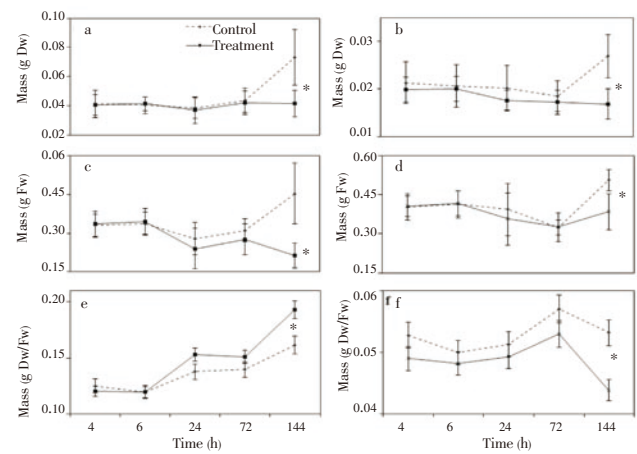 a
Control
Treatment
*
Mass (g Dw)
0.10
0.08
0.06
0.04
0.02
b
*
Mass (g Dw)
0.03
0.02
0.01
c
*
Mass (g Fw)
0.06
0.45
0.30
0.15
d
*
Mass (g Fw)
0.60
0.45
0.30
0.15
e
*
Mass (g Dw/Fw)
0.20
0.15
0.10
4 6 24 72 144
Time (h)
f f
*
Mass (g Dw/Fw)
0.06
0.05
0.04
4 6 24 72 144
Time (h)